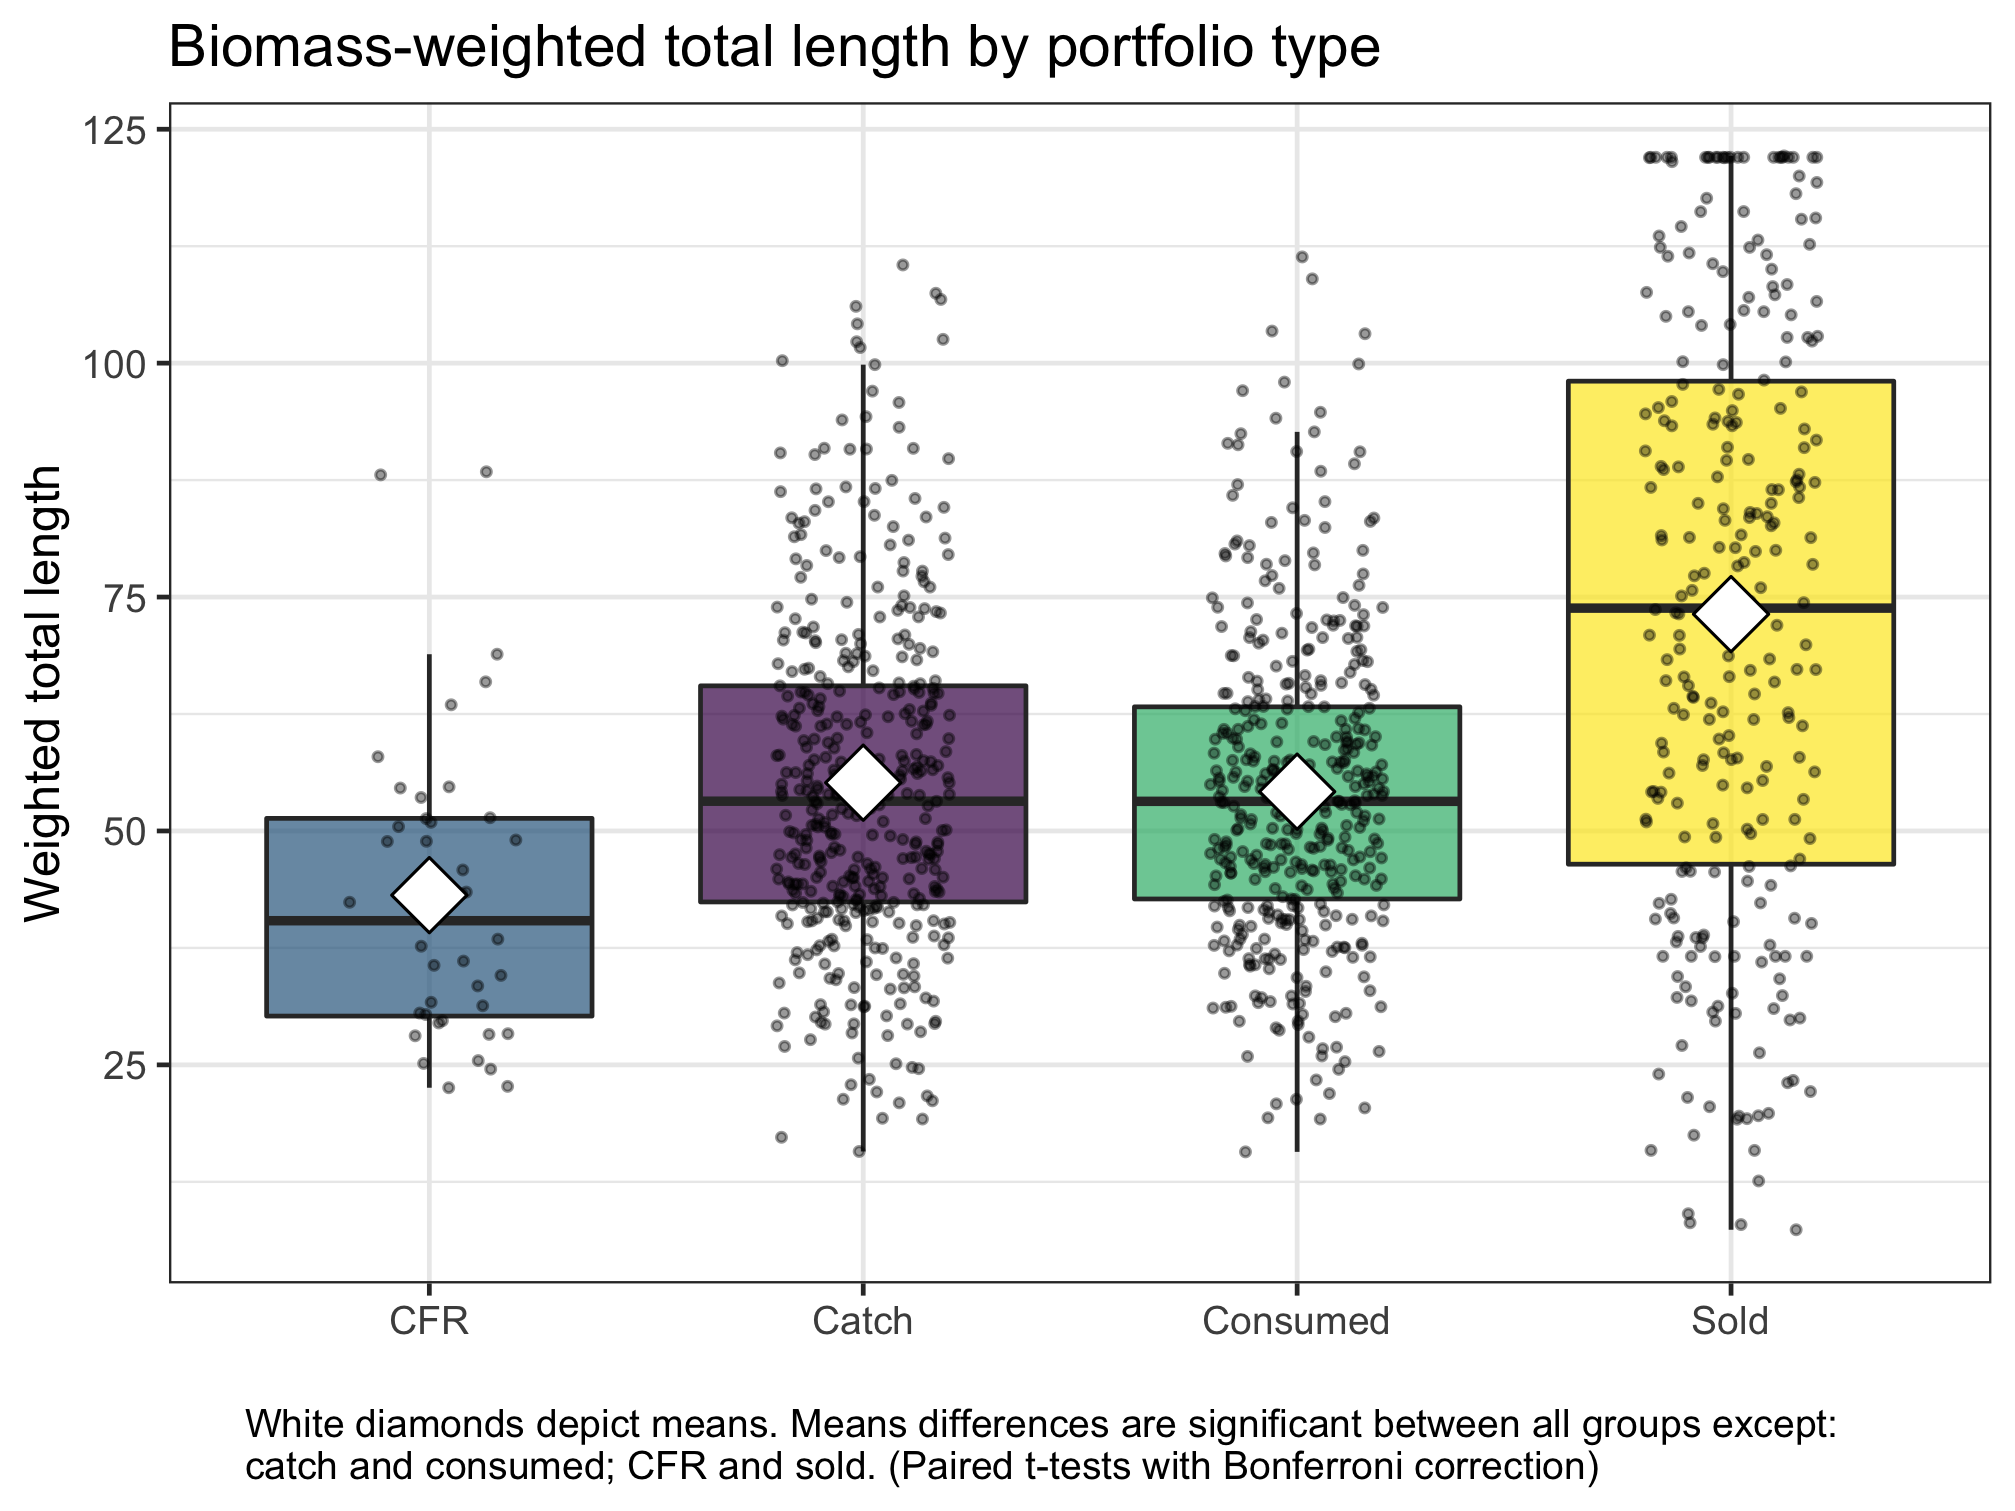 Biomass-weighted total length by portfolio type
Weighted total length
125
100
75
50
25
CFR
Catch
Consumed
Sold
White diamonds depict means. Means differences are significant between all groups except:
catch and consumed; CFR and sold. (Paired t-tests with Bonferroni correction)